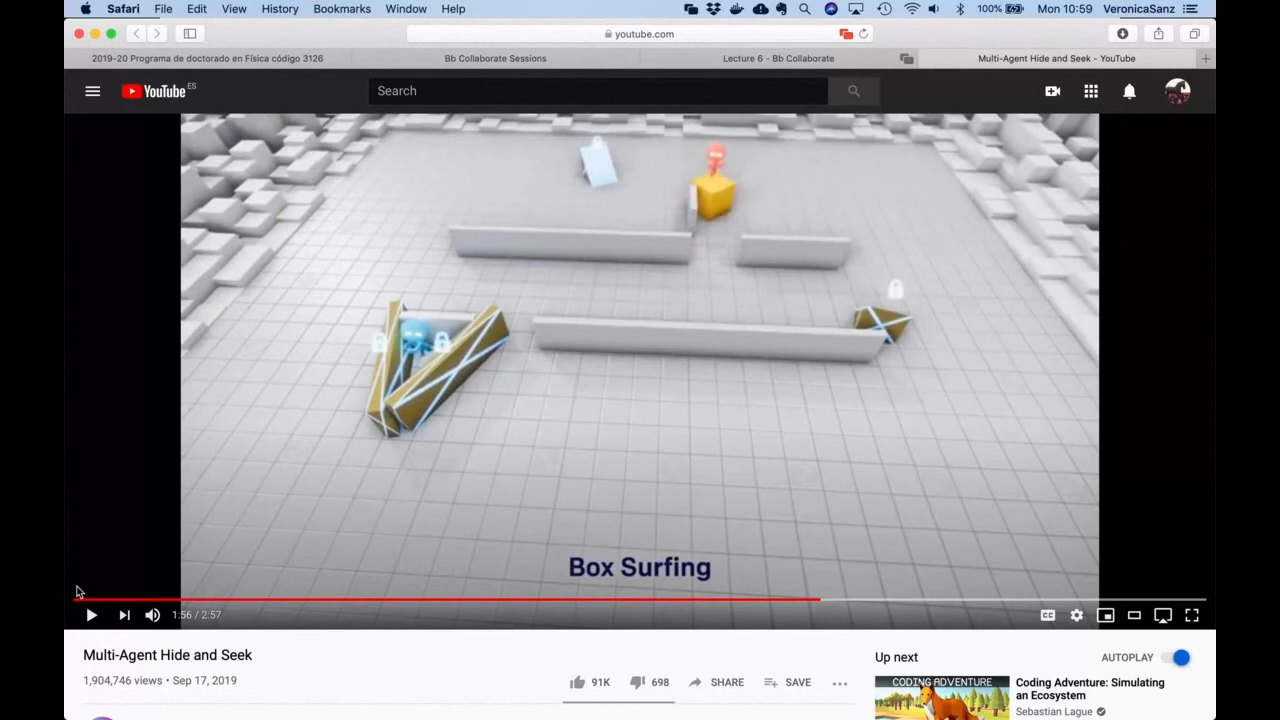 Safari File Edit View History Bookmarks Window Help 100% Mon 10:59 VeronicaSanz
youtube.com
2019-20 Programa de doctorado en Física código 3126 Bb Collaborate Sessions Lecture 6 - Bb Collaborate Multi-Agent Hide and Seek - YouTube
YouTube ES Search
Box Surfing
1:56 / 2:57 CC
Multi-Agent Hide and Seek
1,904,746 views • Sep 17, 2019
91K 698 SHARE SAVE
Up next AUTOPLAY
CODING ADVENTURE
Coding Adventure: Simulating
an Ecosystem
Sebastian Lague